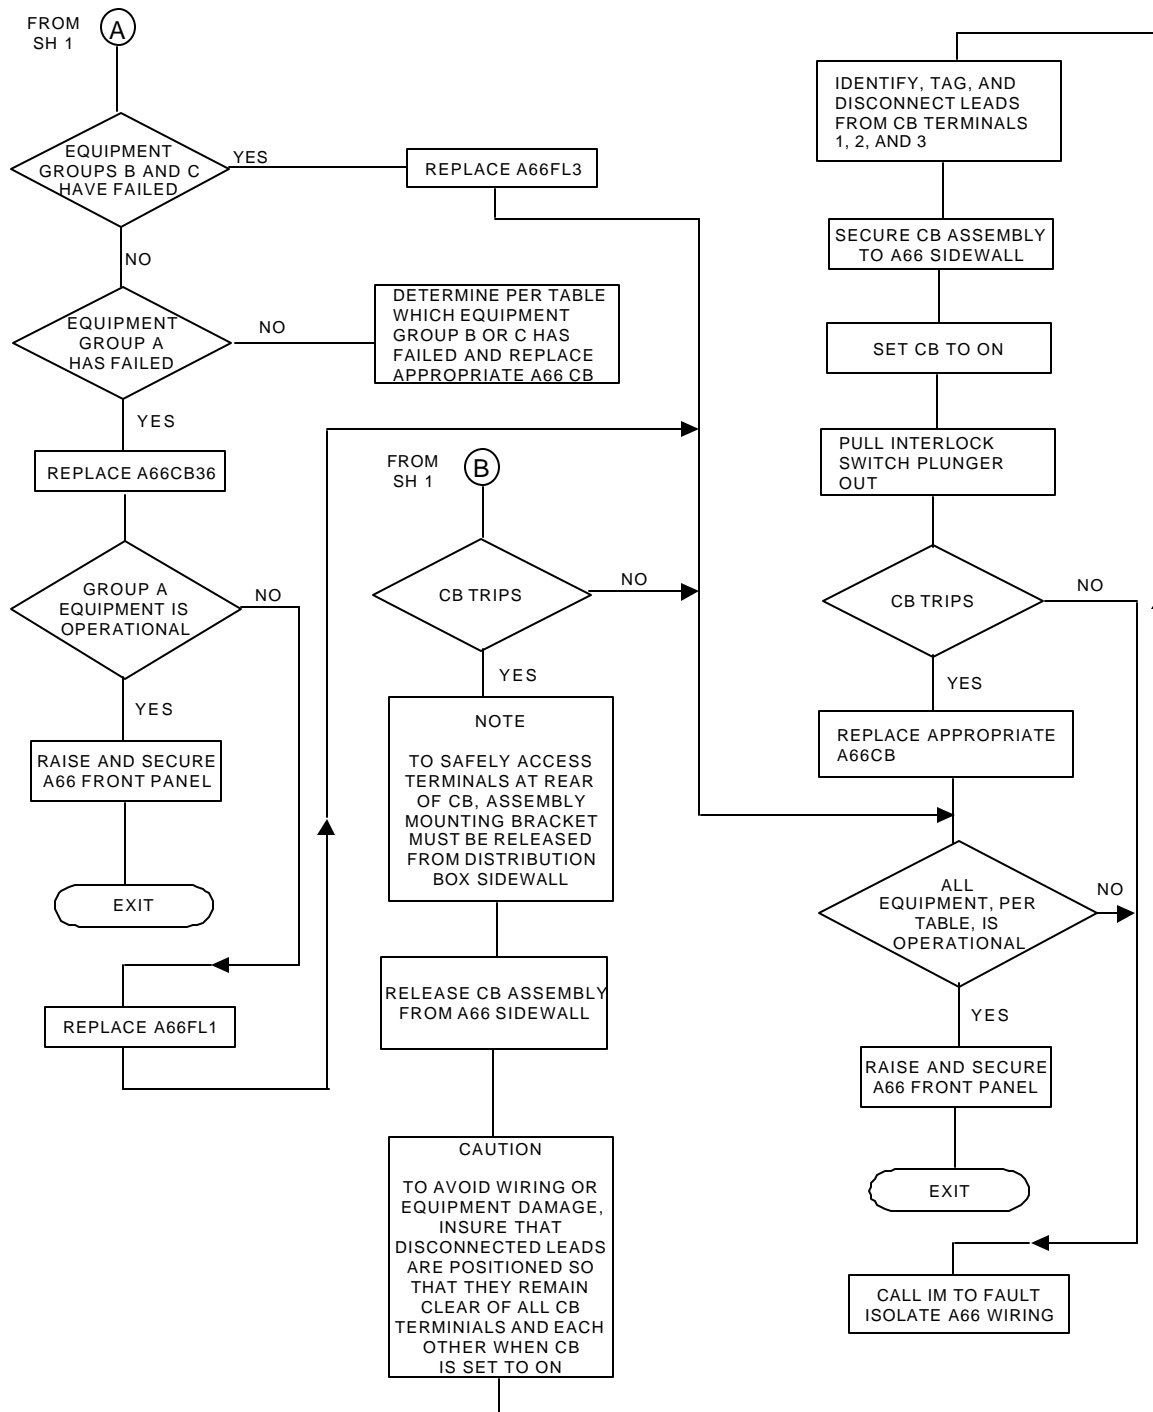 FROM
SH 1
A
EQUIPMENT
GROUPS B AND C
HAVE FAILED
YES
REPLACE A66FL3
NO
EQUIPMENT
GROUP A
HAS FAILED
NO
DETERMINE PER TABLE
WHICH EQUIPMENT
GROUP B OR C HAS
FAILED AND REPLACE
APPROPRIATE A66 CB
YES
REPLACE A66CB36
GROUP A
EQUIPMENT IS
OPERATIONAL
NO
YES
RAISE AND SECURE
A66 FRONT PANEL
EXIT
REPLACE A66FL1
FROM
SH 1
B
CB TRIPS
NO
YES
NOTE
TO SAFELY ACCESS
TERMINALS AT REAR
OF CB, ASSEMBLY
MOUNTING BRACKET
MUST BE RELEASED
FROM DISTRIBUTION
BOX SIDEWALL
RELEASE CB ASSEMBLY
FROM A66 SIDEWALL
CAUTION
TO AVOID WIRING OR
EQUIPMENT DAMAGE,
INSURE THAT
DISCONNECTED LEADS
ARE POSITIONED SO
THAT THEY REMAIN
CLEAR OF ALL CB
TERMINIALS AND EACH
OTHER WHEN CB
IS SET TO ON
IDENTIFY, TAG, AND
DISCONNECT LEADS
FROM CB TERMINALS
1, 2, AND 3
SECURE CB ASSEMBLY
TO A66 SIDEWALL
SET CB TO ON
PULL INTERLOCK
SWITCH PLUNGER
OUT
CB TRIPS
NO
YES
REPLACE APPROPRIATE
A66CB
ALL
EQUIPMENT, PER
TABLE, IS
OPERATIONAL
NO
YES
RAISE AND SECURE
A66 FRONT PANEL
EXIT
CALL IM TO FAULT
ISOLATE A66 WIRING